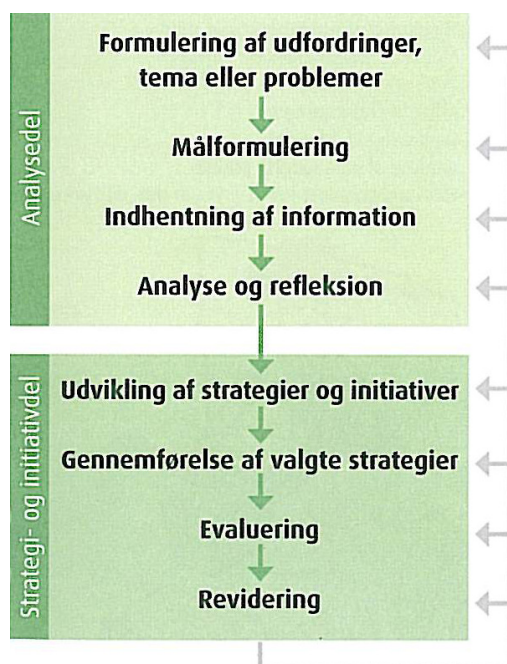 Analysedel
Formulering af udfordringer,
tema eller problemer
Målformulering
Indhentning af information
Analyse og refleksion
Strategi- og initiativdel
Udvikling af strategier og initiativer
Gennemførelse af valgte strategier
Evaluering
Revidering